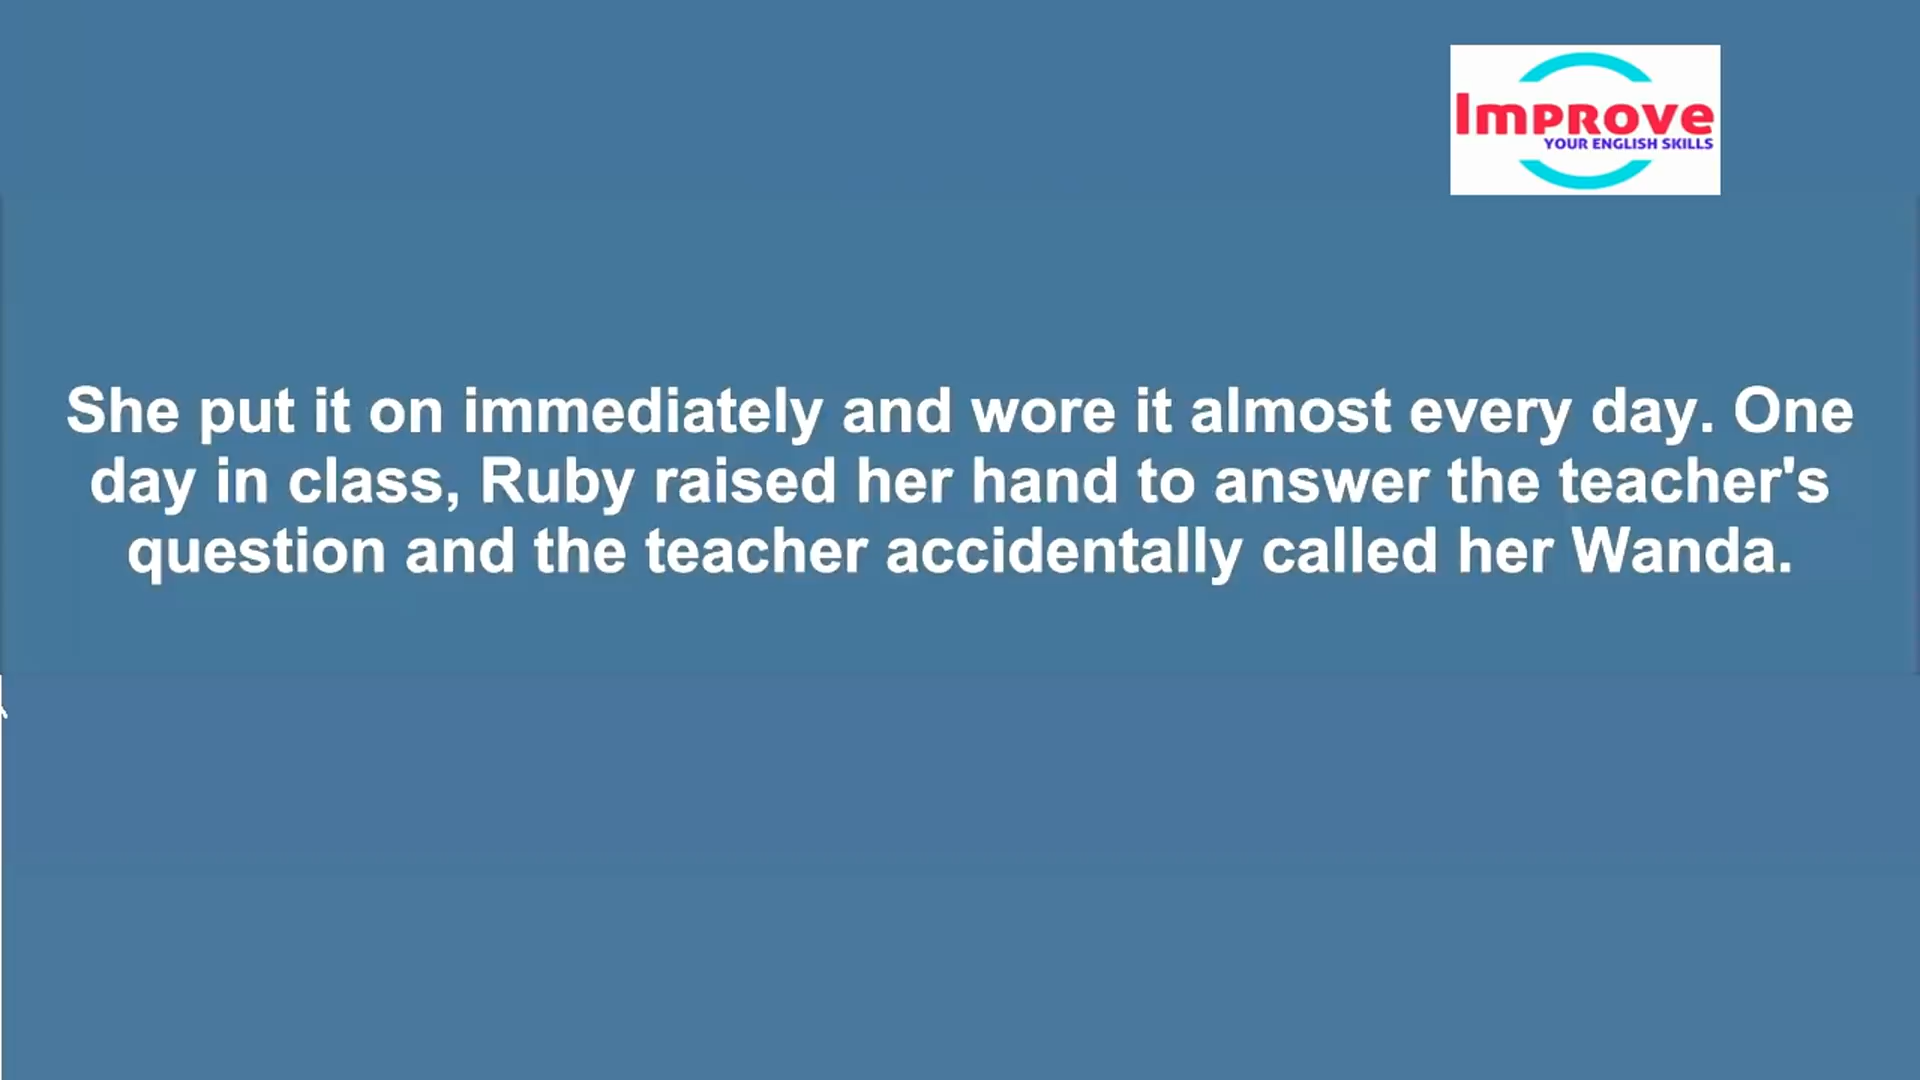 Improve
YOUR ENGLISH SKILLS
She put it on immediately and wore it almost every day. One
day in class, Ruby raised her hand to answer the teacher's
question and the teacher accidentally called her Wanda.